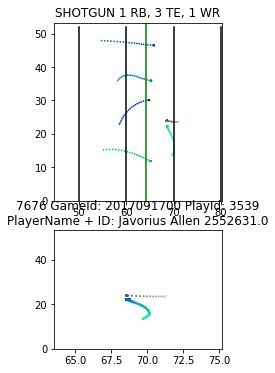 SHOTGUN 1 RB, 3 TE, 1 WR
50
40
30
20
10
0
50 60 70 80
7676 GameId: 2017091700 PlayId: 3539
PlayerName + ID: Javorius Allen 2552631.0
40
20
0
65.0 67.5 70.0 72.5 75.0